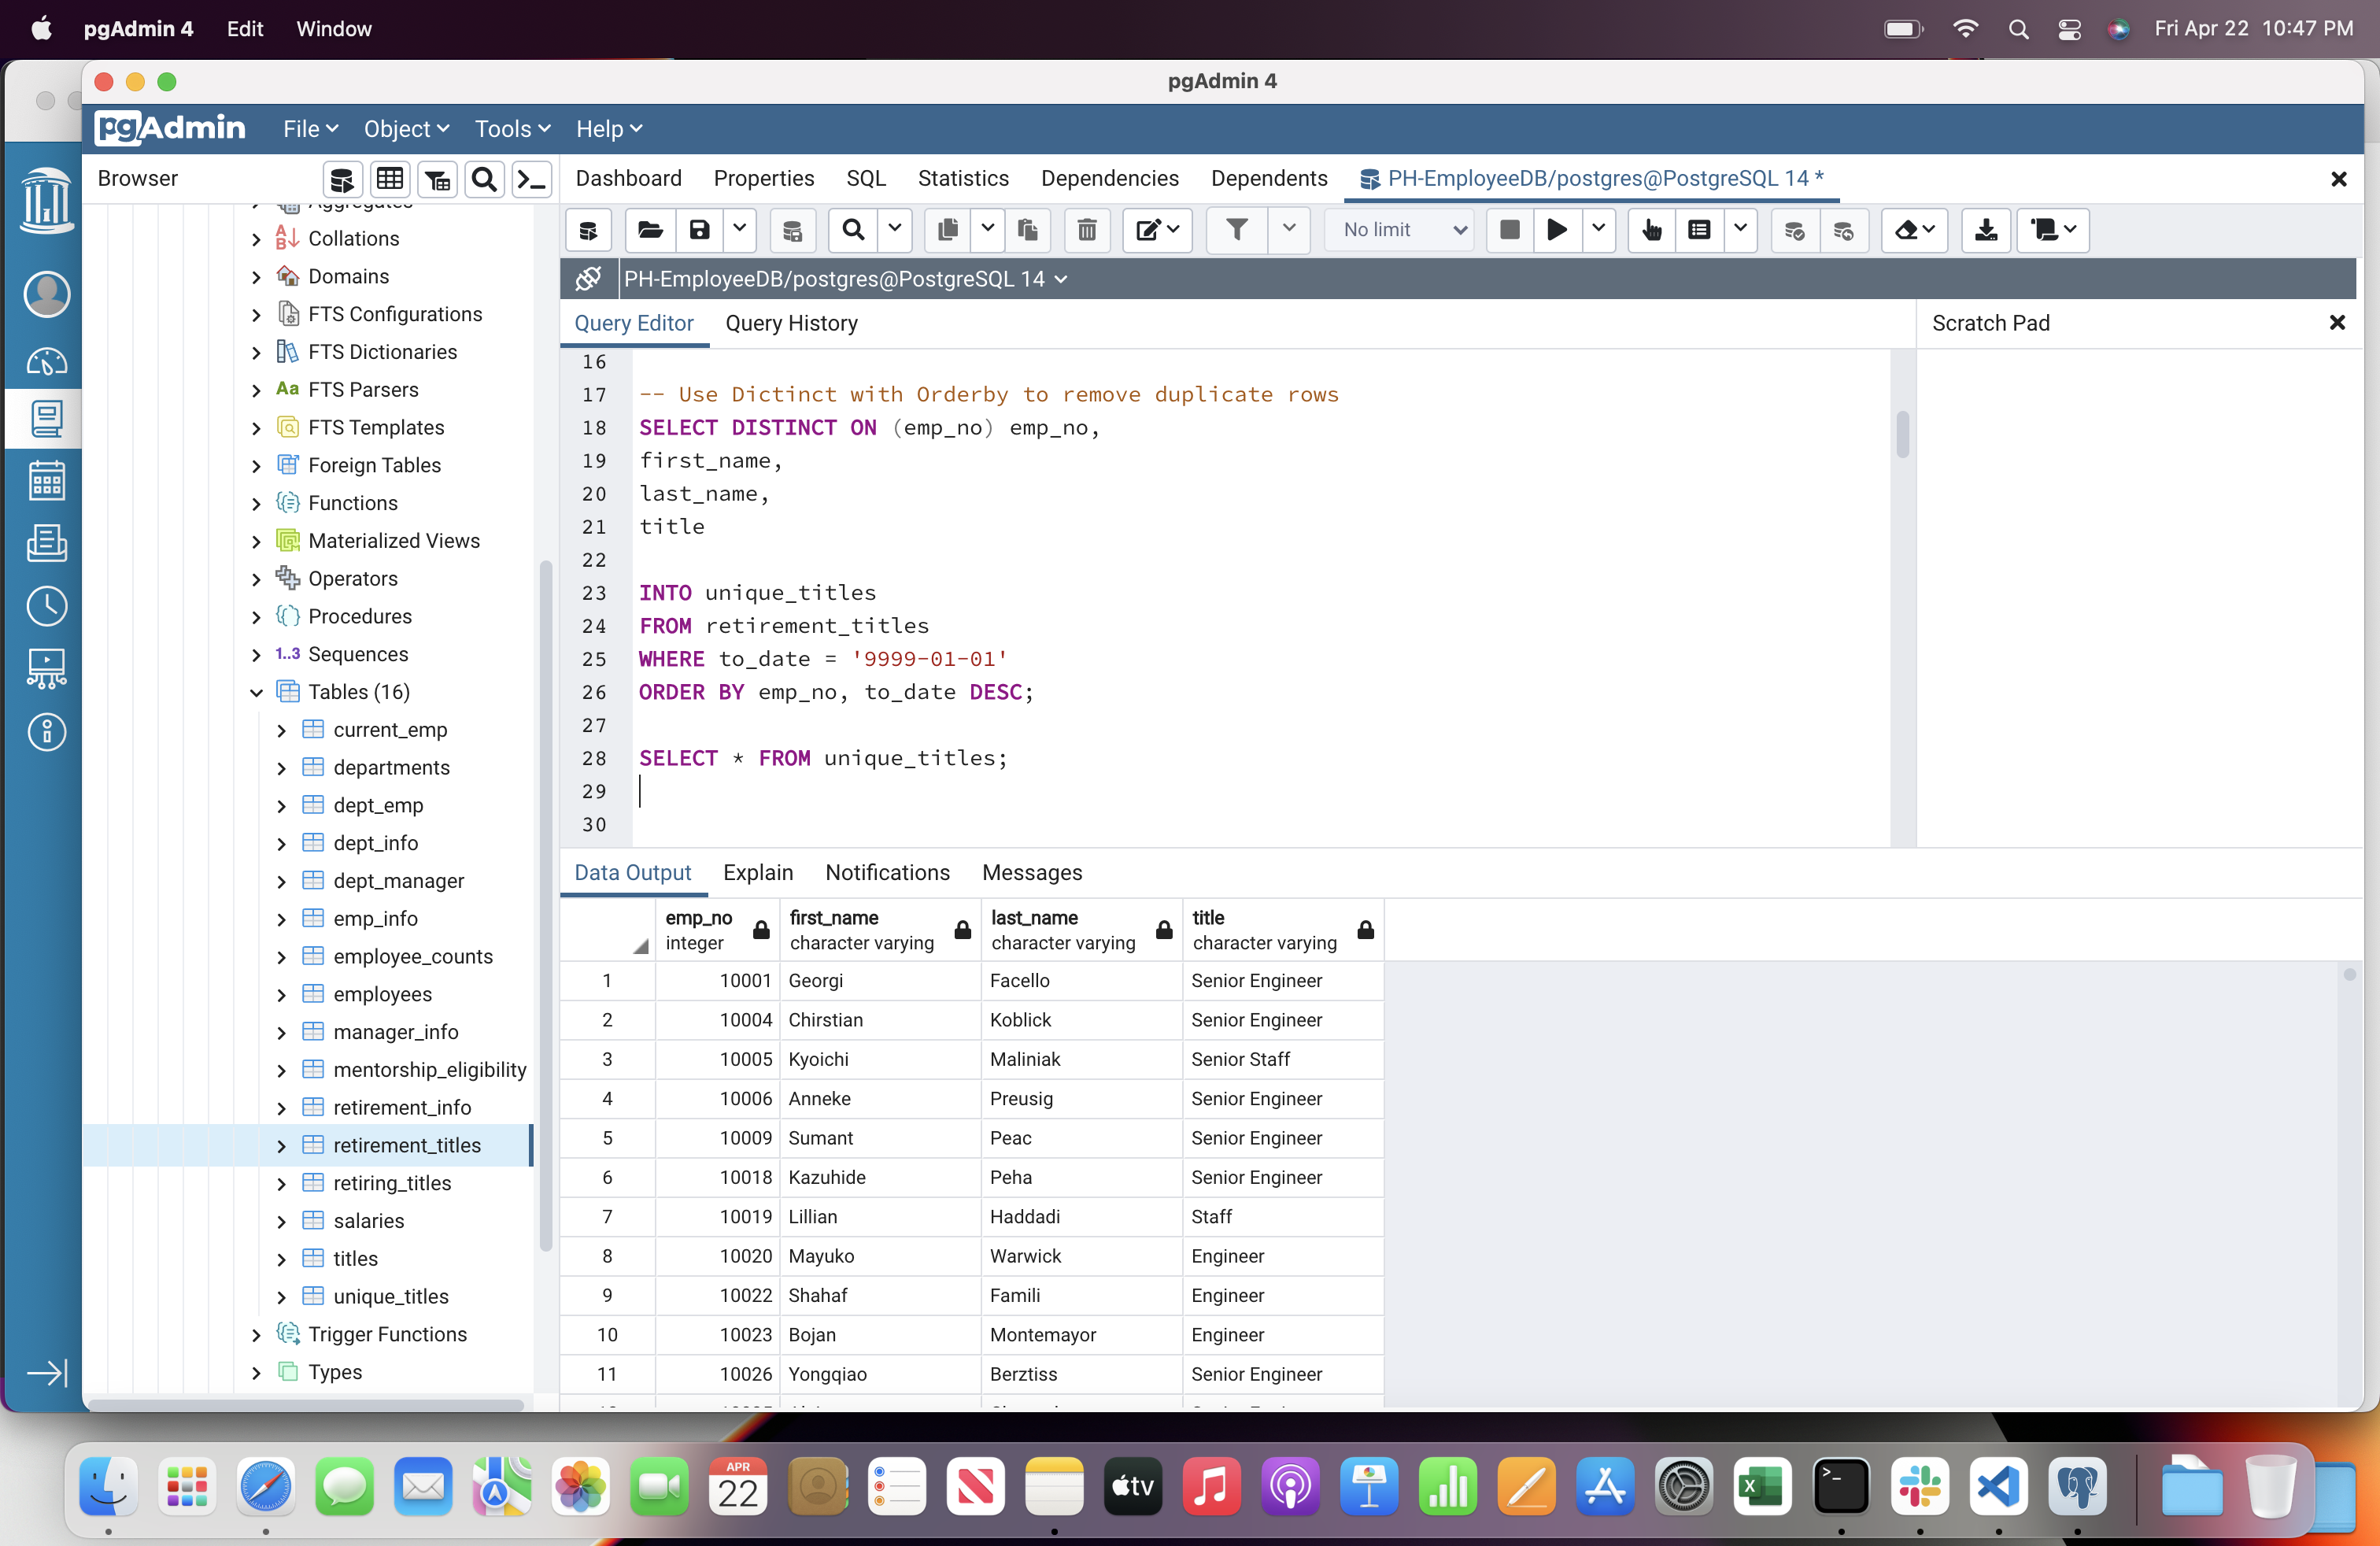 pgAdmin 4 Edit Window Fri Apr 22 10:47 PM
pgAdmin 4
pgAdmin File Object Tools Help
Browser Dashboard Properties SQL Statistics Dependencies Dependents PH-EmployeeDB/postgres@PostgreSQL 14 *
No limit
PH-EmployeeDB/postgres@PostgreSQL 14
Aggregates
Collations
Domains
FTS Configurations
FTS Dictionaries
Aa FTS Parsers
FTS Templates
Foreign Tables
Functions
Materialized Views
Operators
Procedures
1..3 Sequences
Tables (16)
current_emp
departments
dept_emp
dept_info
dept_manager
emp_info
employee_counts
employees
manager_info
mentorship_eligibility
retirement_info
retirement_titles
retiring_titles
salaries
titles
unique_titles
Trigger Functions
Types
Query Editor Query History Scratch Pad
16
17 -- Use Dictinct with Orderby to remove duplicate rows
18 SELECT DISTINCT ON (emp_no) emp_no,
19 first_name,
20 last_name,
21 title
22
23 INTO unique_titles
24 FROM retirement_titles
25 WHERE to_date = '9999-01-01'
26 ORDER BY emp_no, to_date DESC;
27
28 SELECT * FROM unique_titles;
29
30
Data Output Explain Notifications Messages
emp_no first_name last_name title
integer character varying character varying character varying
1 10001 Georgi Facello Senior Engineer
2 10004 Chirstian Koblick Senior Engineer
3 10005 Kyoichi Maliniak Senior Staff
4 10006 Anneke Preusig Senior Engineer
5 10009 Sumant Peac Senior Engineer
6 10018 Kazuhide Peha Senior Engineer
7 10019 Lillian Haddadi Staff
8 10020 Mayuko Warwick Engineer
9 10022 Shahaf Famili Engineer
10 10023 Bojan Montemayor Engineer
11 10026 Yongqiao Berztiss Senior Engineer
APR
22
tv